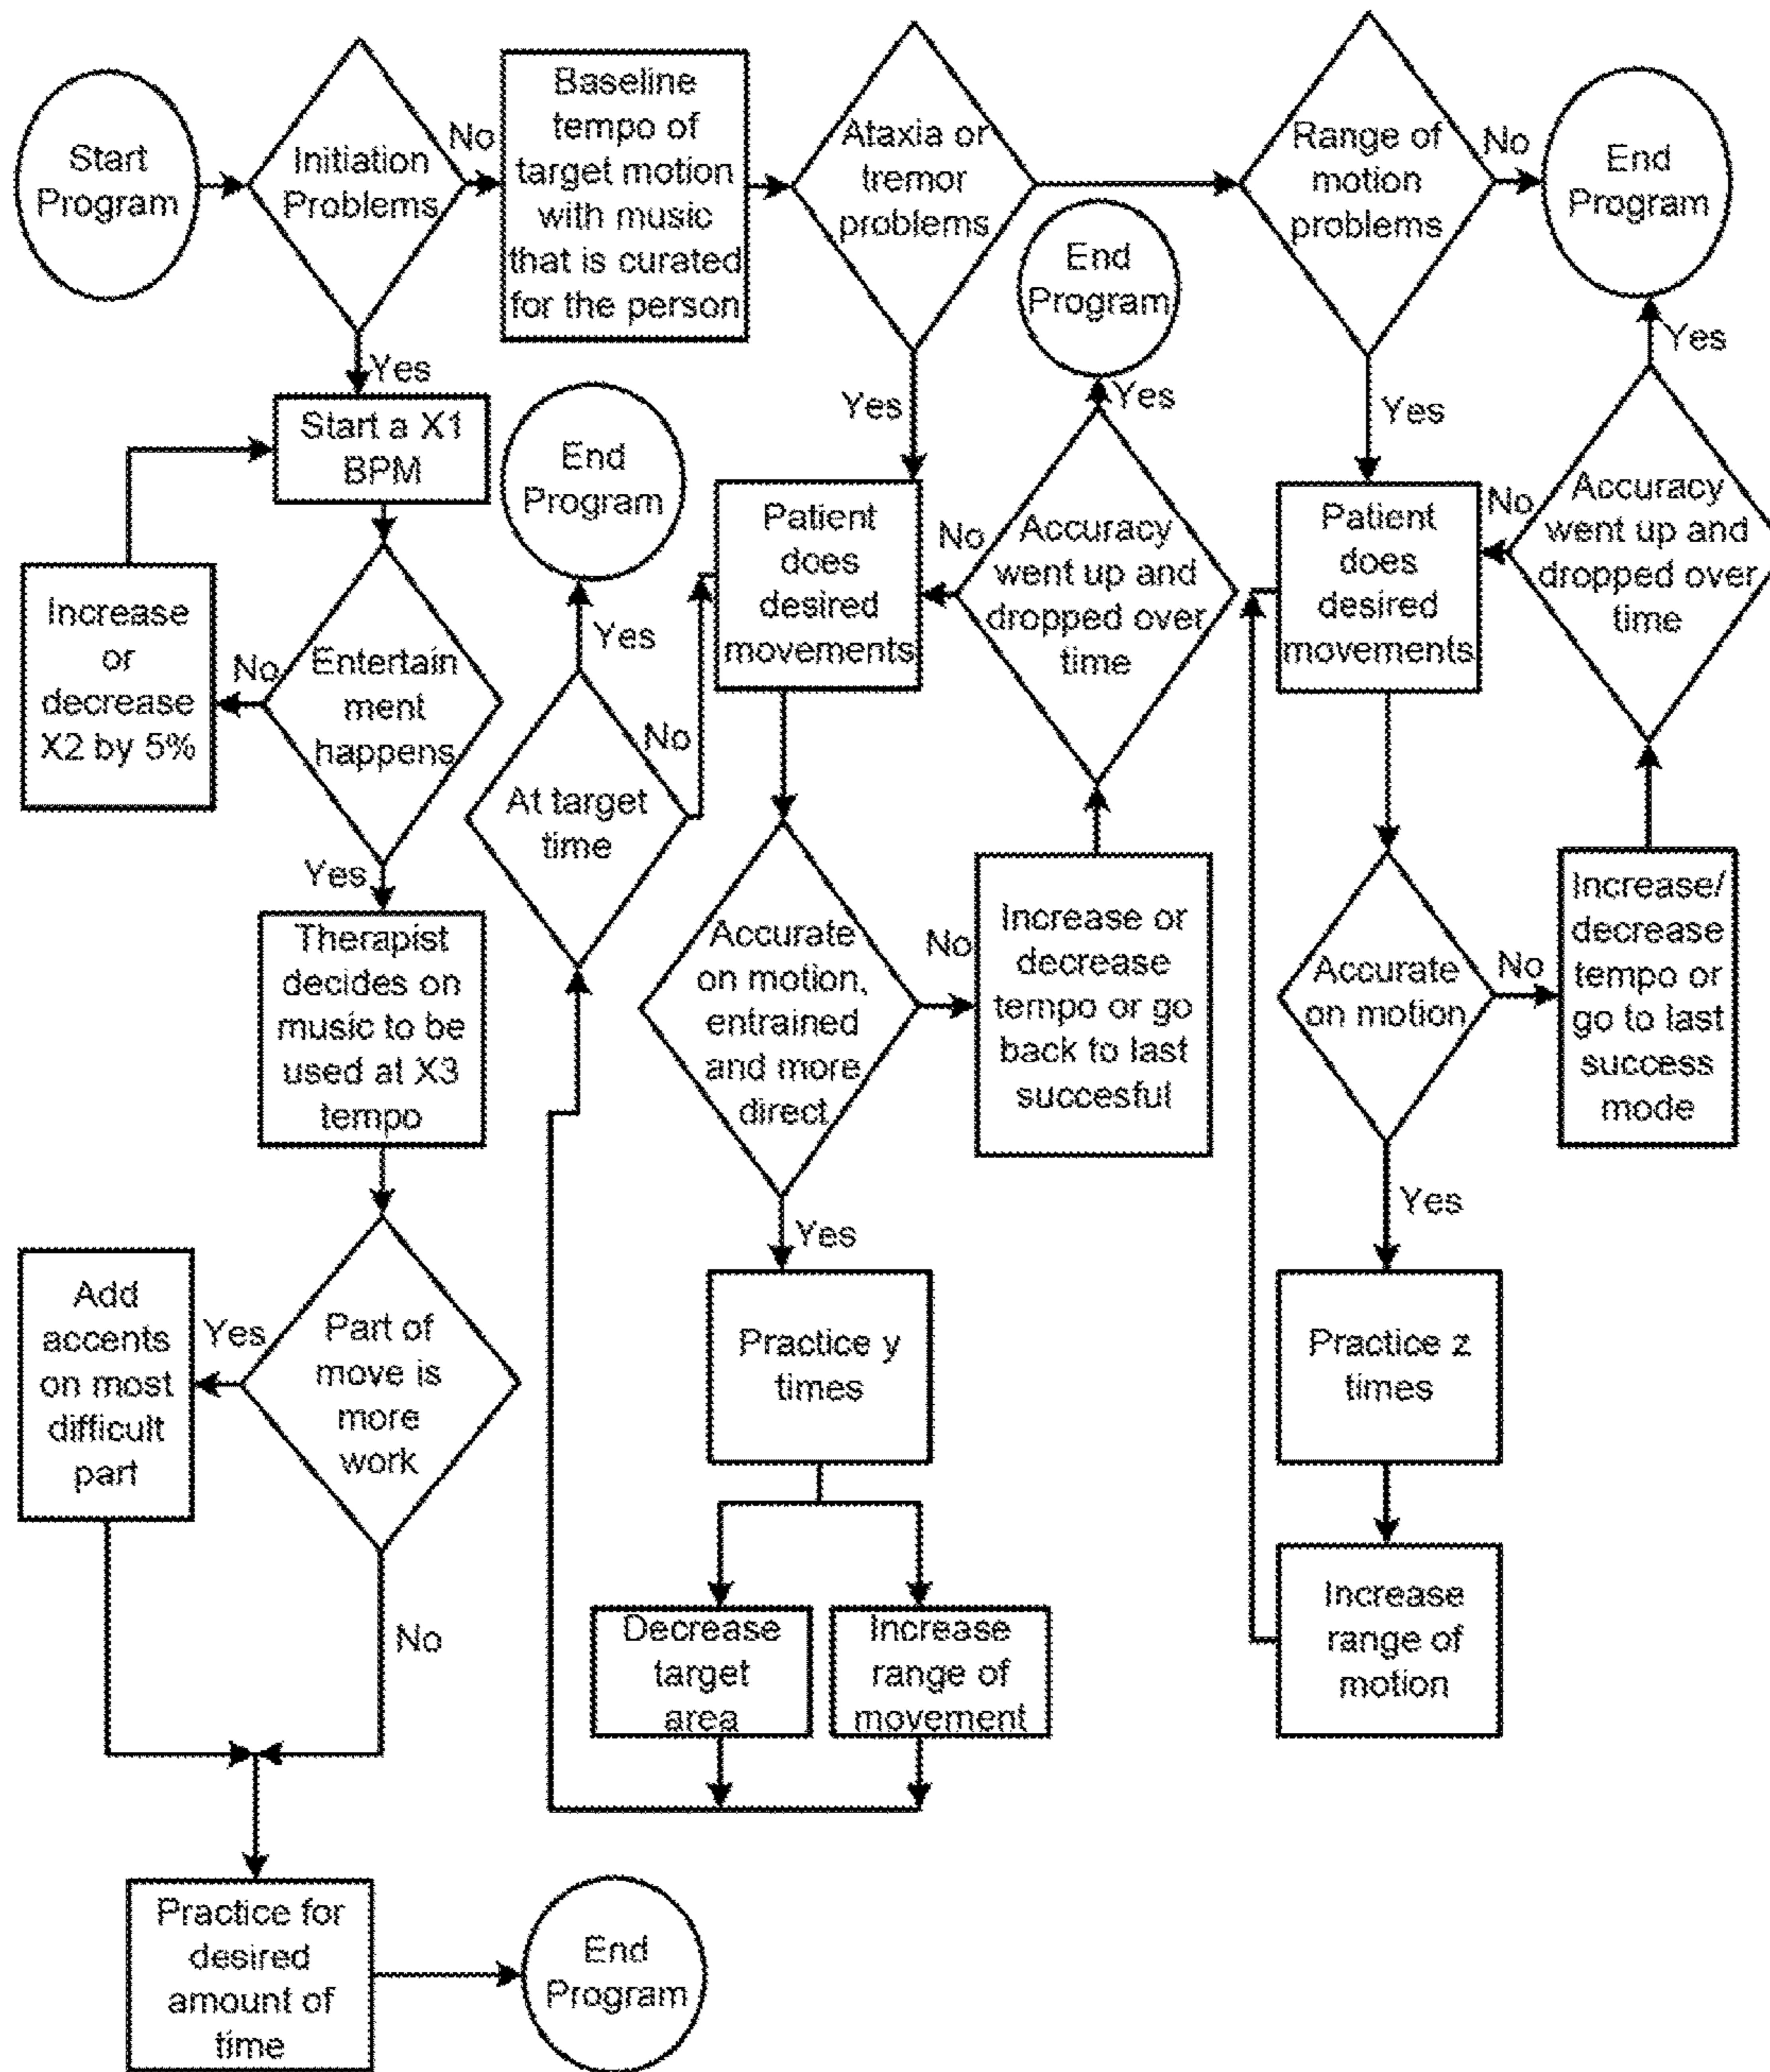 Start
Program
Initiation
Problems
No
Yes
Baseline
tempo of
target motion
with music
that is curated
for the person
Ataxia or
tremor
problems
Yes
Range of
motion
problems
No
Yes
End
Program
End
Program
Yes
Yes
Start a X1
BPM
Increase
or
decrease
X2 by 5%
No
Entertain
ment
happens
Yes
End
Program
Yes
At target
time
No
Patient
does
desired
movements
No
Accuracy
went up and
dropped over
time
Patient
does
desired
movements
No
Accuracy
went up and
dropped over
time
Therapist
decides on
music to be
used at X3
tempo
Accurate
on motion,
entrained
and more
direct
No
Yes
Increase or
decrease
tempo or go
back to last
succesful
Accurate
on motion
No
Yes
Increase/
decrease
tempo or
go to last
success
mode
Add
accents
on most
difficult
part
Yes
Part of
move is
more
work
No
Practice y
times
Practice z
times
Decrease
target
area
Increase
range of
movement
Increase
range of
motion
Practice for
desired
amount of
time
End
Program